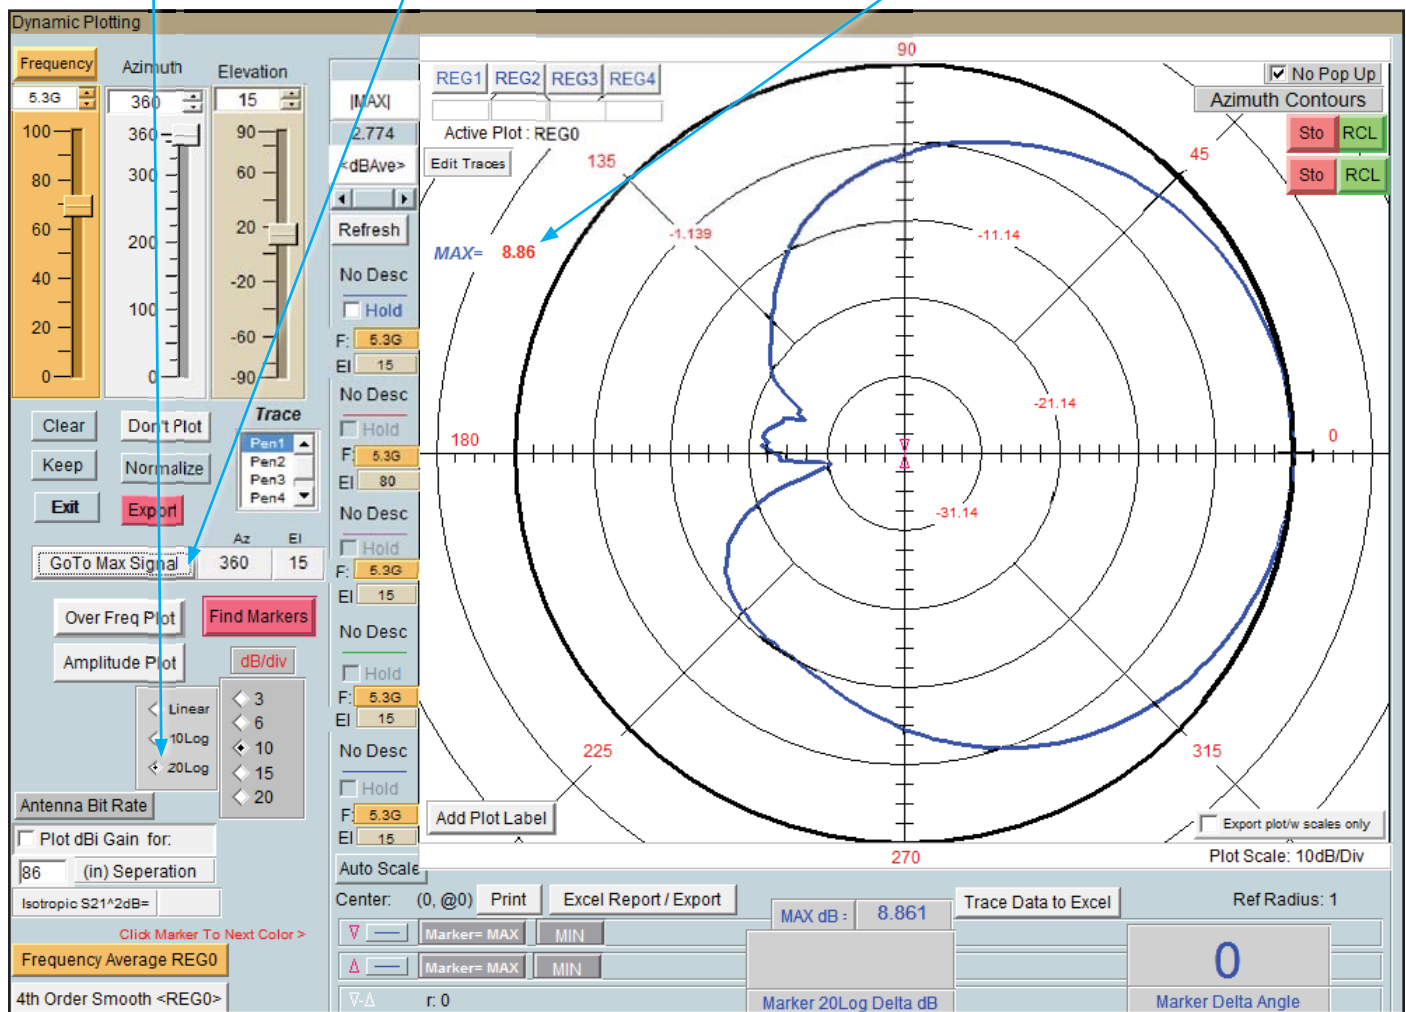 Dynamic Plotting
Frequency
Azimuth
Elevation
5.3G
360
15
100
80
60
40
20
0
360
300
200
100
0
90
60
20
-20
-60
-90
Clear
Don't Plot
Trace
Keep
Normalize
Pen1
Pen2
Pen3
Pen4
Exit
Export
Az
El
GoTo Max Signal
360
15
Over Freq Plot
Find Markers
Amplitude Plot
dB/div
Linear
10Log
20Log
3
6
10
15
20
Antenna Bit Rate
Plot dBi Gain for:
86
(in) Seperation
Isotropic S21^2dB=
Click Marker To Next Color >
Frequency Average REG0
4th Order Smooth <REG0>
|MAX|
2.774
<dBAve>
Refresh
No Desc
Hold
F: 5.3G
El 15
No Desc
Hold
F: 5.3G
El 80
No Desc
Hold
F: 5.3G
El 15
No Desc
Hold
F: 5.3G
El 15
No Desc
Hold
F: 5.3G
El 15
Auto Scale
REG1 REG2 REG3 REG4
Active Plot : REG0
Edit Traces
MAX= 8.86
90
No Pop Up
Azimuth Contours
Sto RCL
Sto RCL
135
45
-1.139
-11.14
-21.14
-31.14
180
0
225
315
270
Add Plot Label
Export plot/w scales only
Plot Scale: 10dB/Div
Center: (0, @0)
Print
Excel Report / Export
MAX dB :
8.861
Trace Data to Excel
Ref Radius: 1
Marker= MAX
MIN
Marker= MAX
MIN
∇-Δ
r: 0
Marker 20Log Delta dB
0
Marker Delta Angle